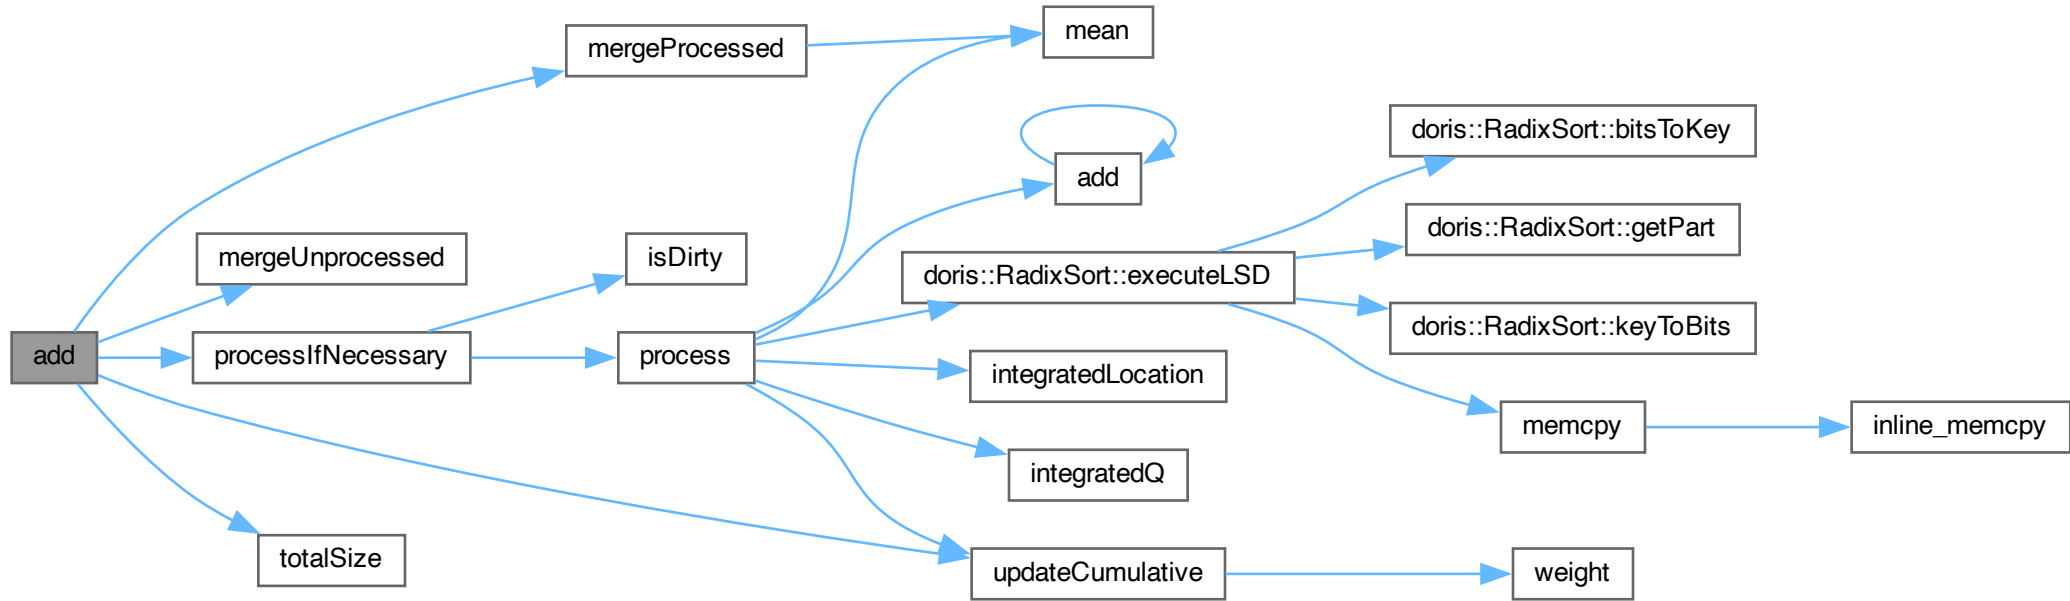 mergeProcessed
mean
doris::RadixSort::bitsToKey
add
doris::RadixSort::getPart
mergeUnprocessed
isDirty
doris::RadixSort::executeLSD
doris::RadixSort::keyToBits
add
processIfNecessary
process
integratedLocation
memcpy
inline_memcpy
integratedQ
totalSize
updateCumulative
weight